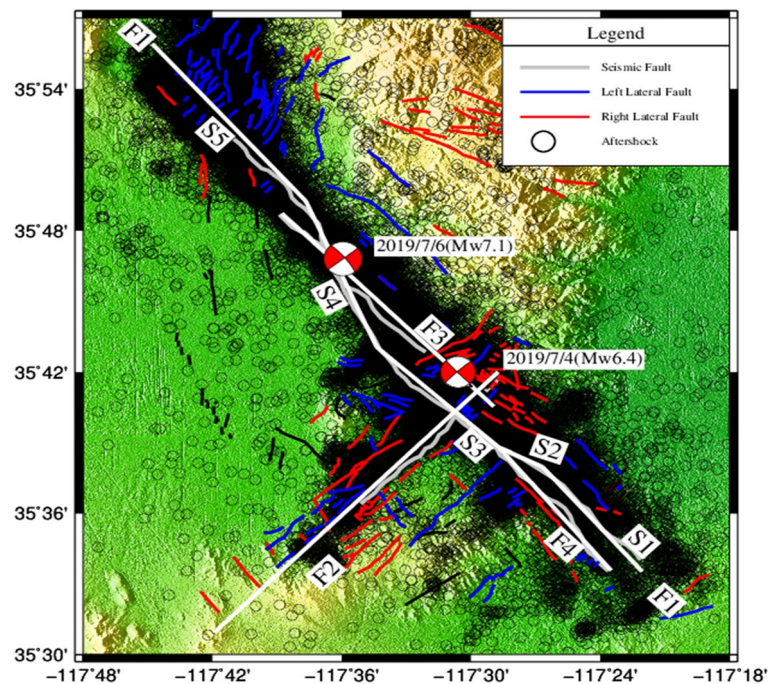 F1
Legend
Seismic Fault
Left Lateral Fault
Right Lateral Fault
Aftershock
35°54'
S5
35°48'
2019/7/6(Mw7.1)
S4
F3
2019/7/4(Mw6.4)
35°42'
S3
S2
35°36'
S1
F4
F2
F1
35°30'
−117°48' −117°42' −117°36' −117°30' −117°24' −117°18'